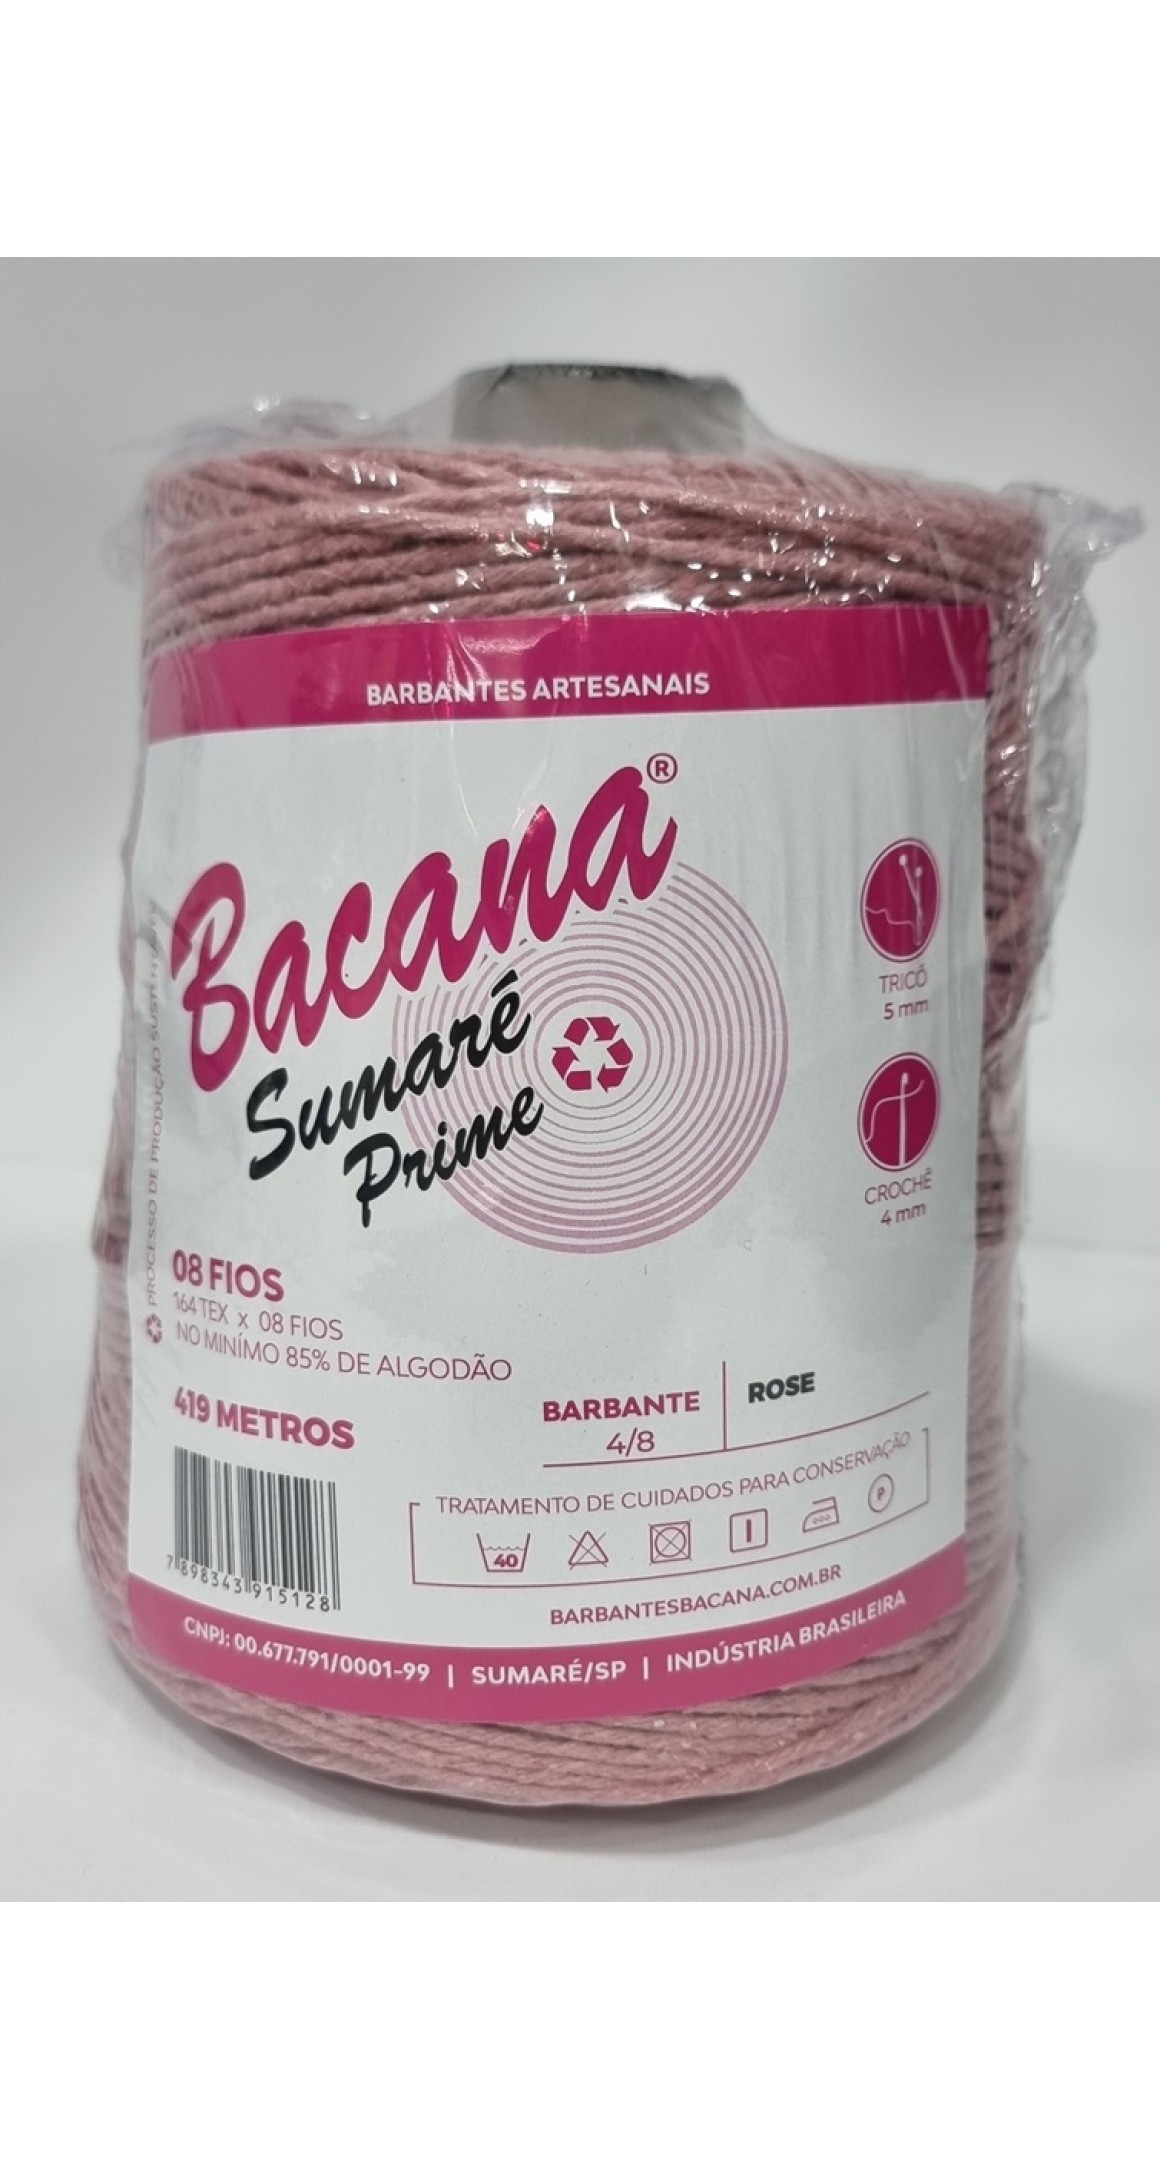 BARBANTES ARTESANAIS
Bacana®
Sumaré
Prime
TRICÔ
5 mm
CROCHÊ
4 mm
PROCESSO DE PRODUÇÃO
08 FIOS
164 TEX x 08 FIOS
NO MINÍMO 85% DE ALGODÃO
419 METROS
BARBANTE
4/8
ROSE
TRATAMENTO DE CUIDADOS PARA CONSERVAÇÃO
40
P
7 898343 915128
BARBANTESBACANA.COM.BR
CNPJ: 00.677.791/0001-99 | SUMARÉ/SP | INDÚSTRIA BRASILEIRA